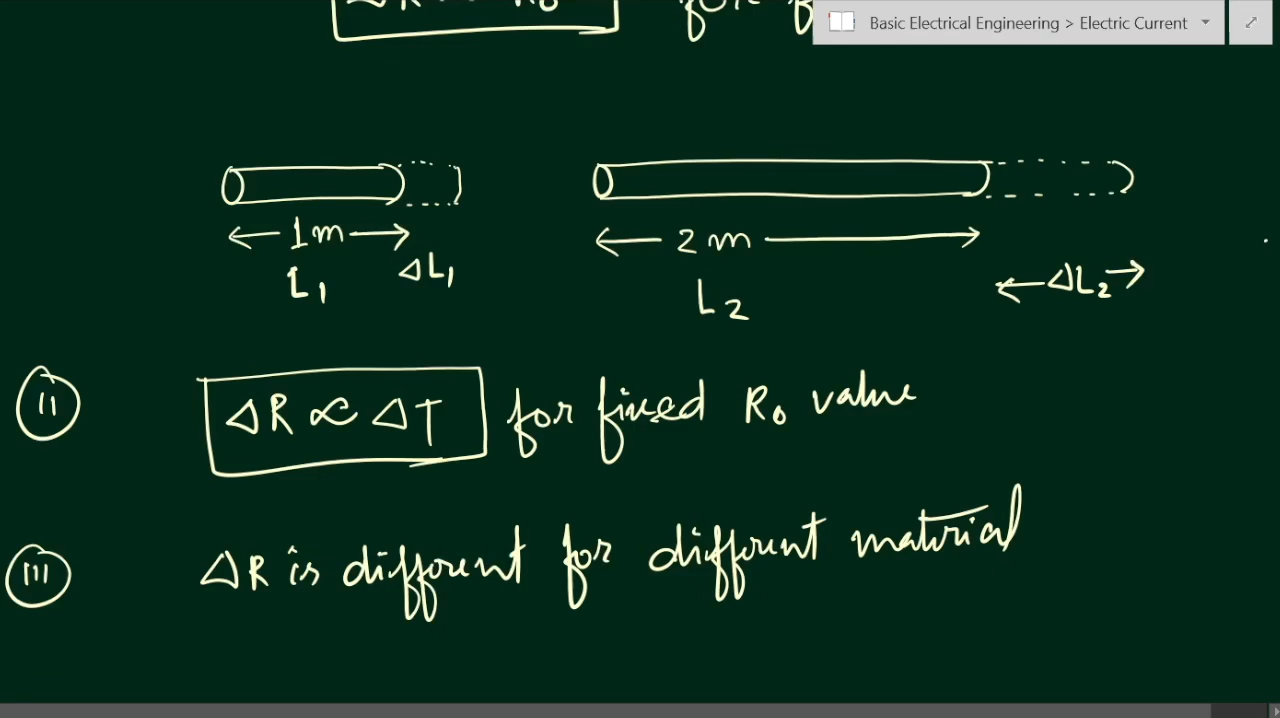 Basic Electrical Engineering > Electric Current
1m
2 m
L₁
ΔL₁
L₂
ΔL₂
(ii) ΔR ∝ ΔT for fixed R₀ value
(iii) ΔR is different for different material